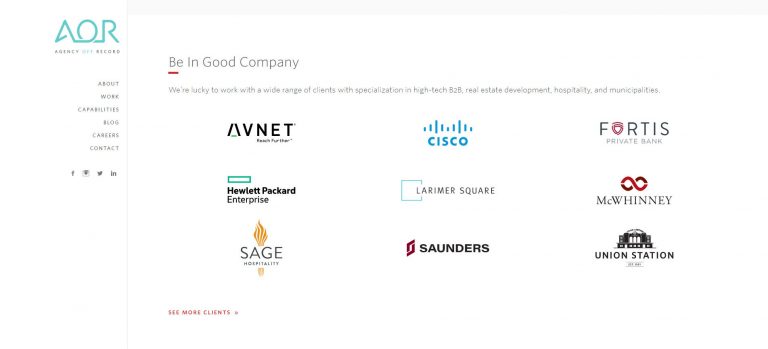 AOR
AGENCY OFF RECORD
ABOUT
WORK
CAPABILITIES
BLOG
CAREERS
CONTACT
Be In Good Company
We're lucky to work with a wide range of clients with specialization in high-tech B2B, real estate development, hospitality, and municipalities.
AVNET®
Reach Further™
CISCO
FORTIS
PRIVATE BANK
Hewlett Packard
Enterprise
LARIMER SQUARE
McWHINNEY
SAGE
HOSPITALITY
SAUNDERS
UNION STATION
SEE MORE CLIENTS »